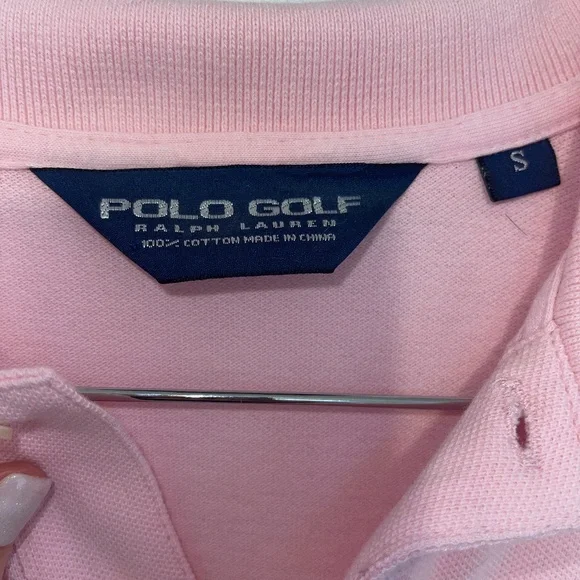 POLO GOLF
RALPH LAUREN
100% COTTON MADE IN CHINA
S